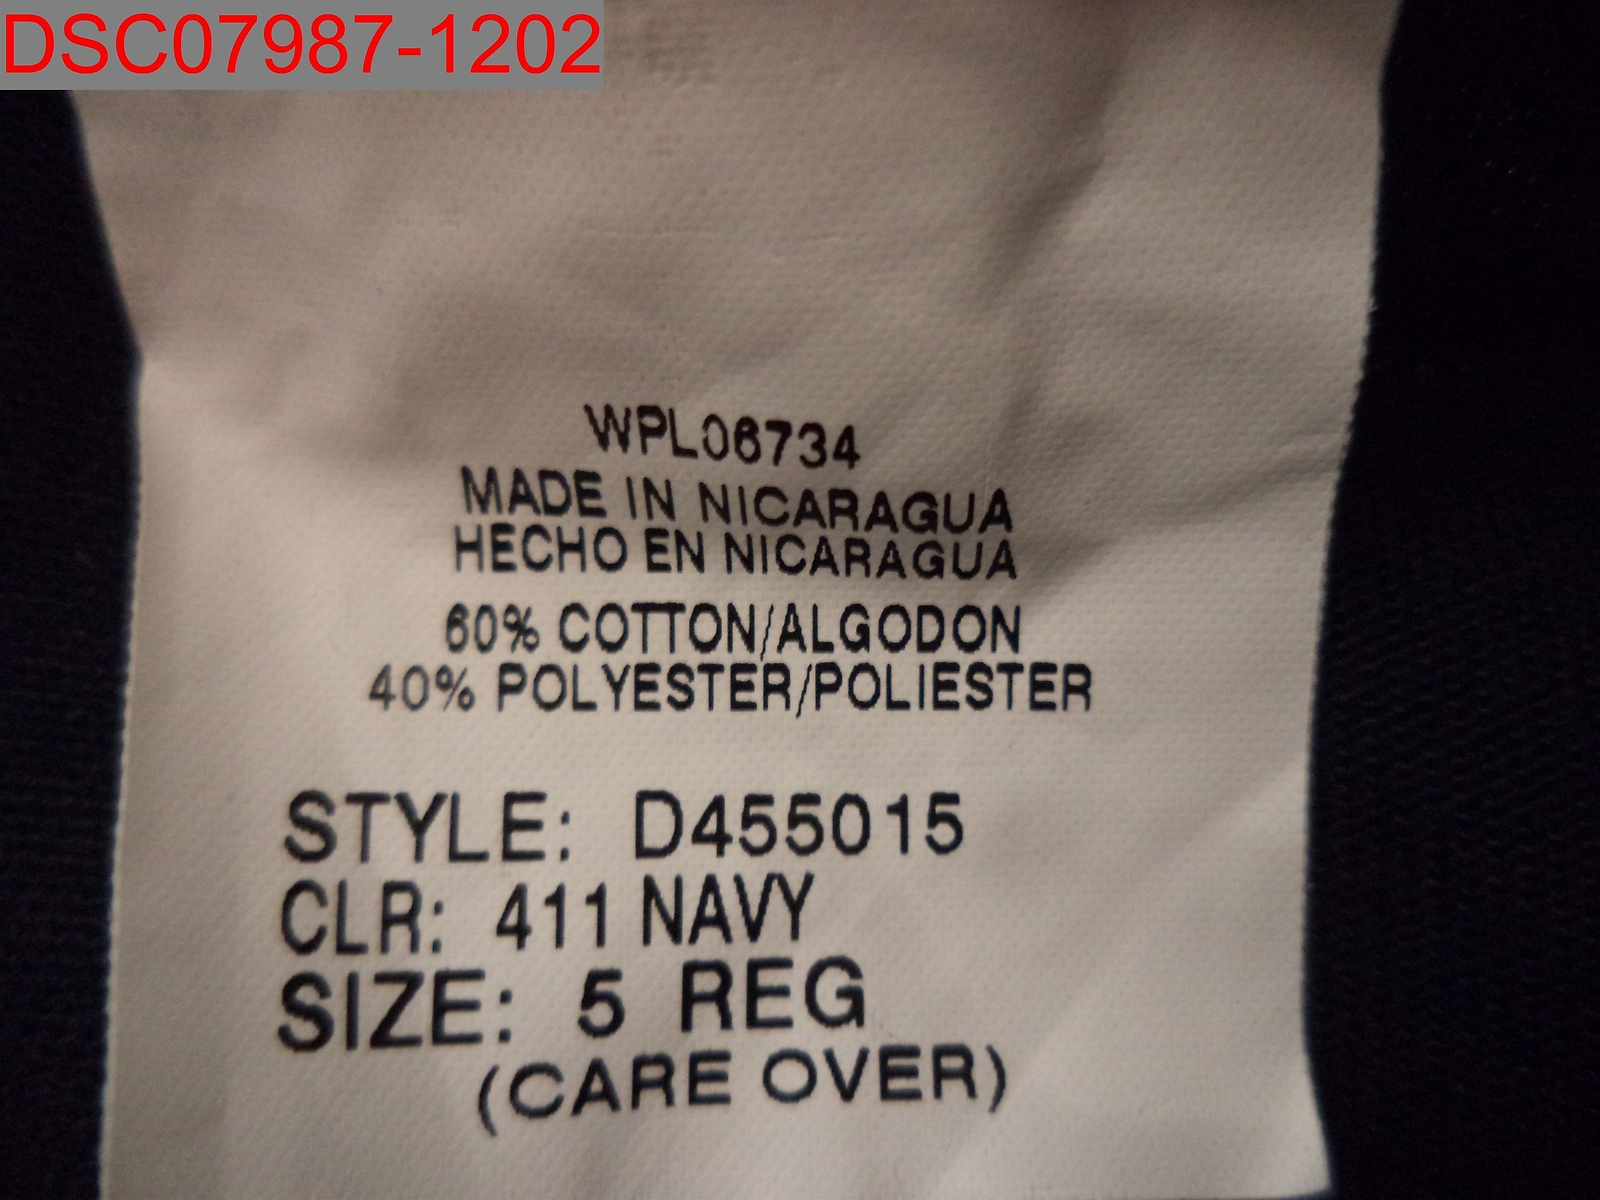 DSC07987-1202
WPL06734
MADE IN NICARAGUA
HECHO EN NICARAGUA
60% COTTON/ALGODON
40% POLYESTER/POLIESTER
STYLE: D455015
CLR: 411 NAVY
SIZE: 5 REG
(CARE OVER)